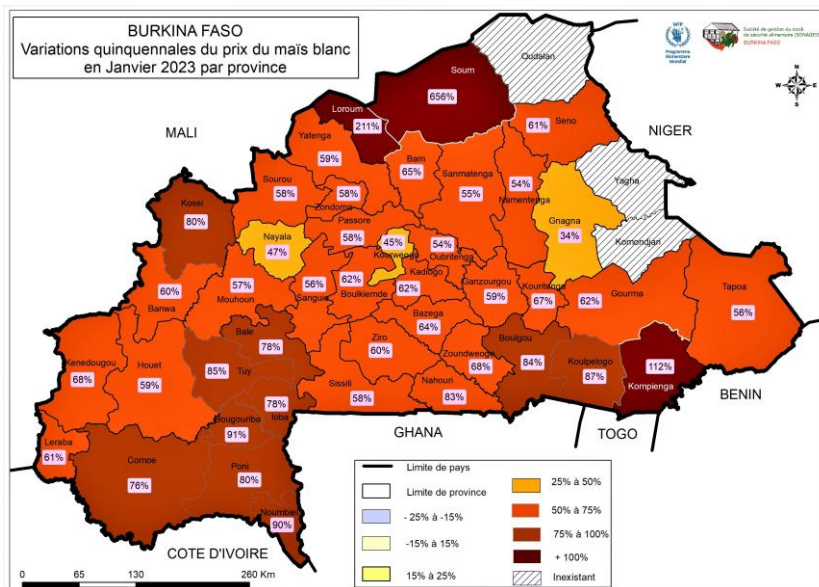 BURKINA FASO
Variations quinquennales du prix du maïs blanc
en Janvier 2023 par province
WFP
Programme
Alimentaire
Mondial
Société de gestion du stock
de sécurité alimentaire (SONAGESS)
BURKINA FASO
N
W E
S
MALI
NIGER
BENIN
TOGO
GHANA
COTE D'IVOIRE
Oudalan
Soum
656%
Loroum
211%
Seno
61%
Yatenga
59%
Bam
65%
Sanmatenga
55%
54%
Namentenga
Yagha
Gnagna
34%
Komondjari
Sourou
58%
58%
Zondoma
Kossi
80%
Passore
58%
45%
Kourweogo
54%
Oubritenga
Nayala
47%
60%
Banwa
57%
Mouhoun
56%
Sanguie
62%
Boulkiemde
Kadiogo
62%
Ganzourgou
59%
Kouritenga
67%
62%
Gourma
Tapoa
56%
Bazega
64%
Bale
78%
Ziro
60%
Zoundweogo
68%
Boulgou
84%
Koulpelogo
87%
112%
Kompienga
Kenedougou
68%
Houet
59%
85%
Tuy
Sissili
58%
Nahouri
83%
78%
Ioba
Bougouriba
91%
Leraba
61%
Comoe
76%
Poni
80%
Noumbiel
90%
Limite de pays
Limite de province
- 25% à -15%
-15% à 15%
15% à 25%
25% à 50%
50% à 75%
75% à 100%
+ 100%
Inexistant
0 65 130 260 Km